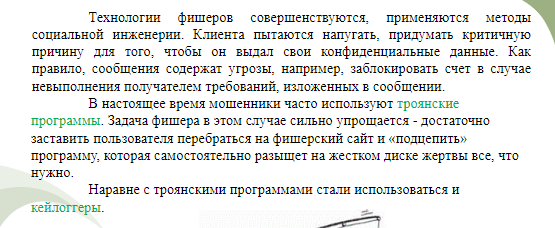 Технологии фишеров совершенствуются, применяются методы
социальной инженерии. Клиента пытаются напугать, придумать критичную
причину для того, чтобы он выдал свои конфиденциальные данные. Как
правило, сообщения содержат угрозы, например, заблокировать счет в случае
невыполнения получателем требований, изложенных в сообщении.
В настоящее время мошенники часто используют троянские
программы. Задача фишера в этом случае сильно упрощается - достаточно
заставить пользователя перебраться на фишерский сайт и «подцепить»
программу, которая самостоятельно разыщет на жестком диске жертвы все, что
нужно.
Наравне с троянскими программами стали использоваться и
кейлоггеры.